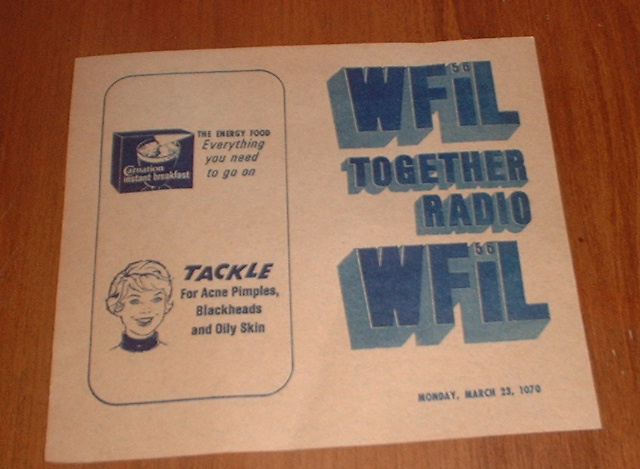 THE ENERGY FOOD
Everything
you need
to go on
Carnation
instant breakfast
TACKLE
For Acne Pimples,
Blackheads
and Oily Skin
56
WFiL
TOGETHER
RADIO
56
WFiL
MONDAY, MARCH 23, 1970